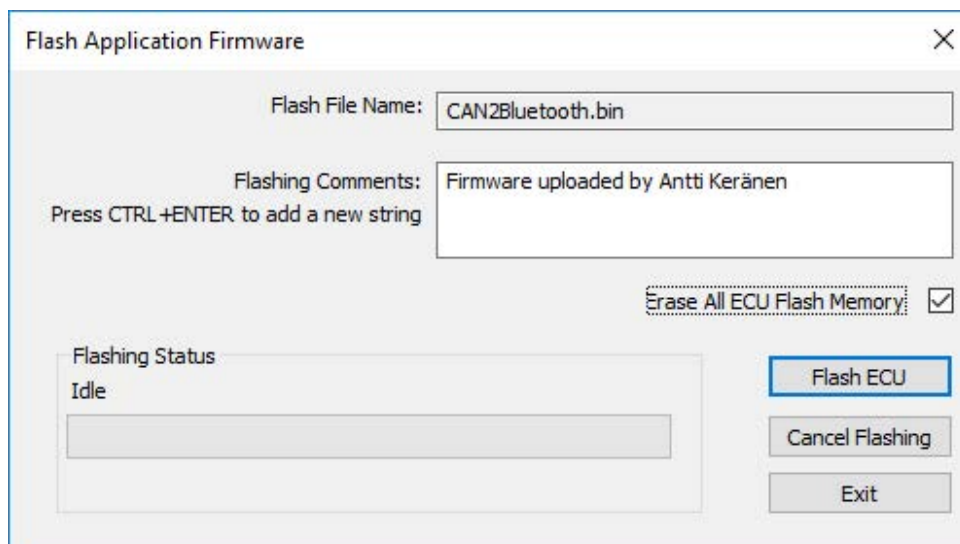 Flash Application Firmware
Flash File Name: CAN2Bluetooth.bin
Flashing Comments: Firmware uploaded by Antti Keränen
Press CTRL+ENTER to add a new string
Erase All ECU Flash Memory
Flashing Status
Idle
Flash ECU
Cancel Flashing
Exit